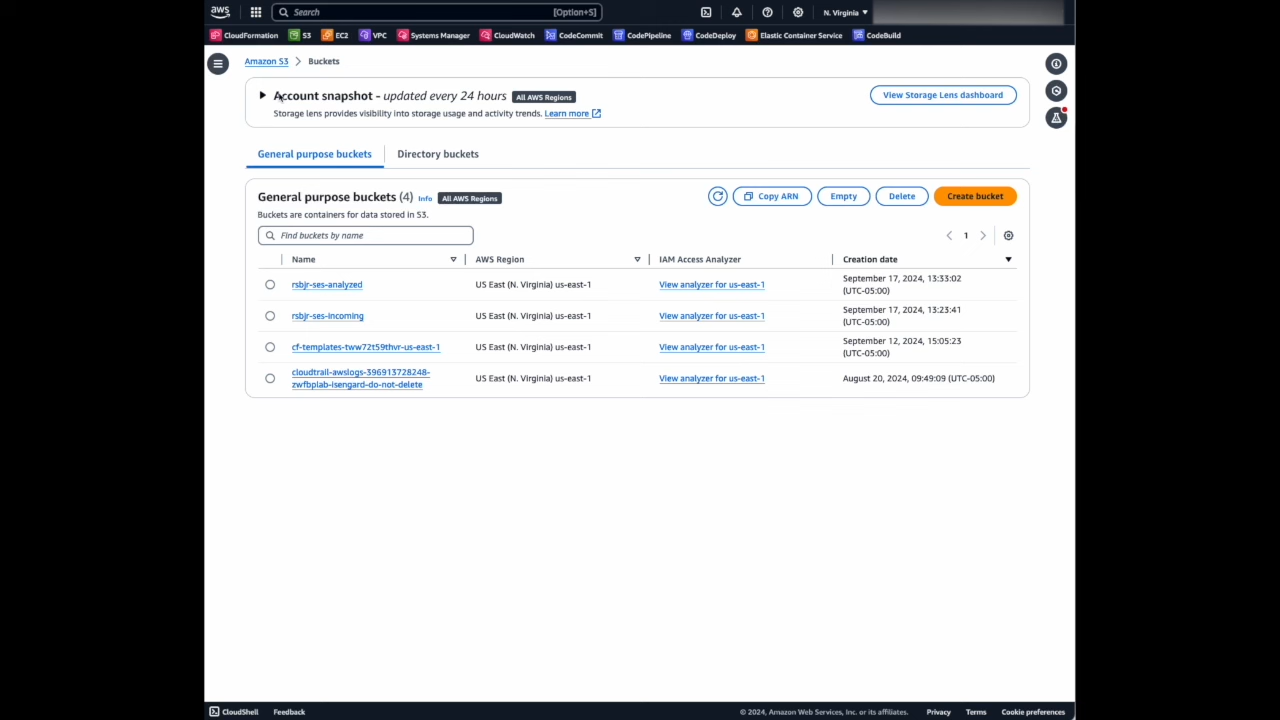 aws Search [Option+S] N. Virginia
CloudFormation S3 EC2 VPC Systems Manager CloudWatch CodeCommit CodePipeline CodeDeploy Elastic Container Service CodeBuild
Amazon S3 > Buckets
Account snapshot - updated every 24 hours All AWS Regions View Storage Lens dashboard
Storage lens provides visibility into storage usage and activity trends. Learn more
General purpose buckets Directory buckets
General purpose buckets (4) Info All AWS Regions Copy ARN Empty Delete Create bucket
Buckets are containers for data stored in S3.
Find buckets by name 1
Name AWS Region IAM Access Analyzer Creation date
rsbjr-ses-analyzed US East (N. Virginia) us-east-1 View analyzer for us-east-1 September 17, 2024, 13:33:02
(UTC-05:00)
rsbjr-ses-incoming US East (N. Virginia) us-east-1 View analyzer for us-east-1 September 17, 2024, 13:23:41
(UTC-05:00)
cf-templates-tww72t59thvr-us-east-1 US East (N. Virginia) us-east-1 View analyzer for us-east-1 September 12, 2024, 15:05:23
(UTC-05:00)
cloudtrail-awslogs-396913728248-
zwfbplab-isengard-do-not-delete US East (N. Virginia) us-east-1 View analyzer for us-east-1 August 20, 2024, 09:49:09 (UTC-05:00)
CloudShell Feedback © 2024, Amazon Web Services, Inc. or its affiliates. Privacy Terms Cookie preferences